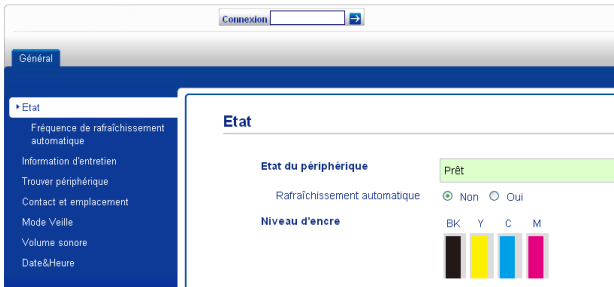 Connexion
Général
Etat
Fréquence de rafraîchissement
automatique
Information d'entretien
Trouver périphérique
Contact et emplacement
Mode Veille
Volume sonore
Date&Heure
Etat
Etat du périphérique Prêt
Rafraîchissement automatique Non Oui
Niveau d'encre BK Y C M